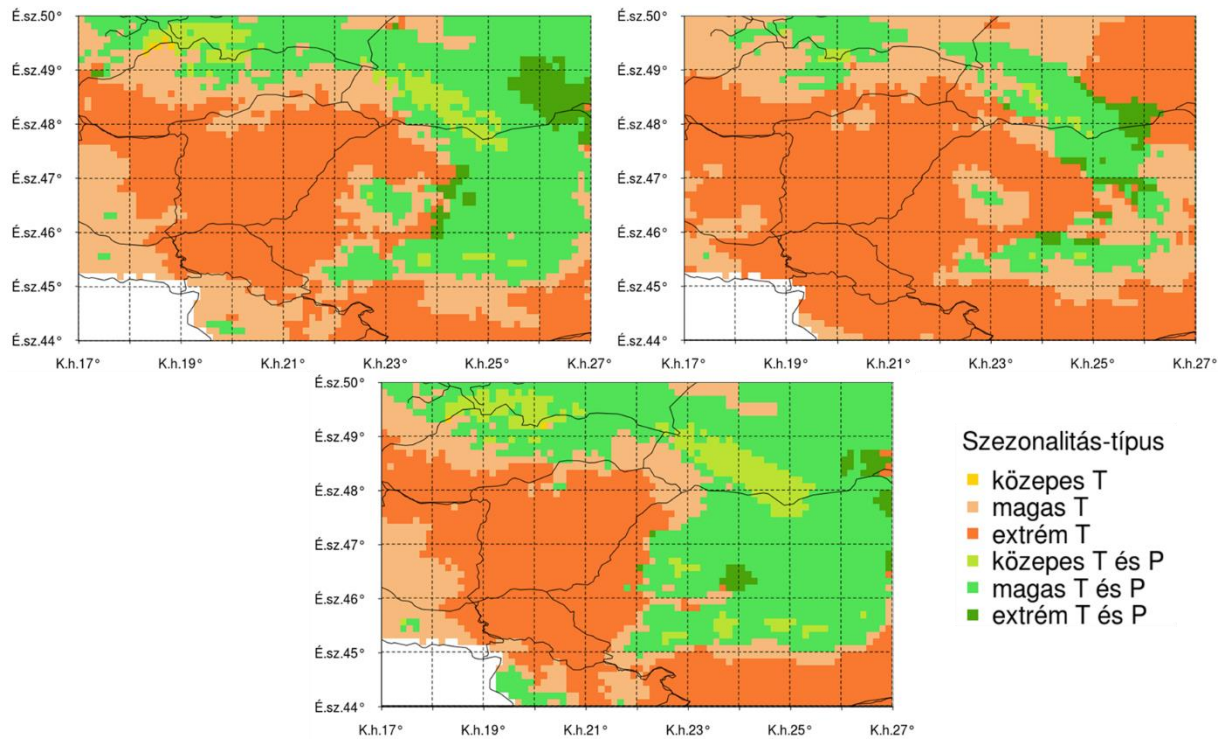 É.sz.50°
É.sz.49°
É.sz.48°
É.sz.47°
É.sz.46°
É.sz.45°
É.sz.44°
K.h.17° K.h.19° K.h.21° K.h.23° K.h.25° K.h.27°
É.sz.50°
É.sz.49°
É.sz.48°
É.sz.47°
É.sz.46°
É.sz.45°
É.sz.44°
K.h.17° K.h.19° K.h.21° K.h.23° K.h.25° K.h.27°
É.sz.50°
É.sz.49°
É.sz.48°
É.sz.47°
É.sz.46°
É.sz.45°
É.sz.44°
K.h.17° K.h.19° K.h.21° K.h.23° K.h.25° K.h.27°
Szezonalitás-típus
közepes T
magas T
extrém T
közepes T és P
magas T és P
extrém T és P